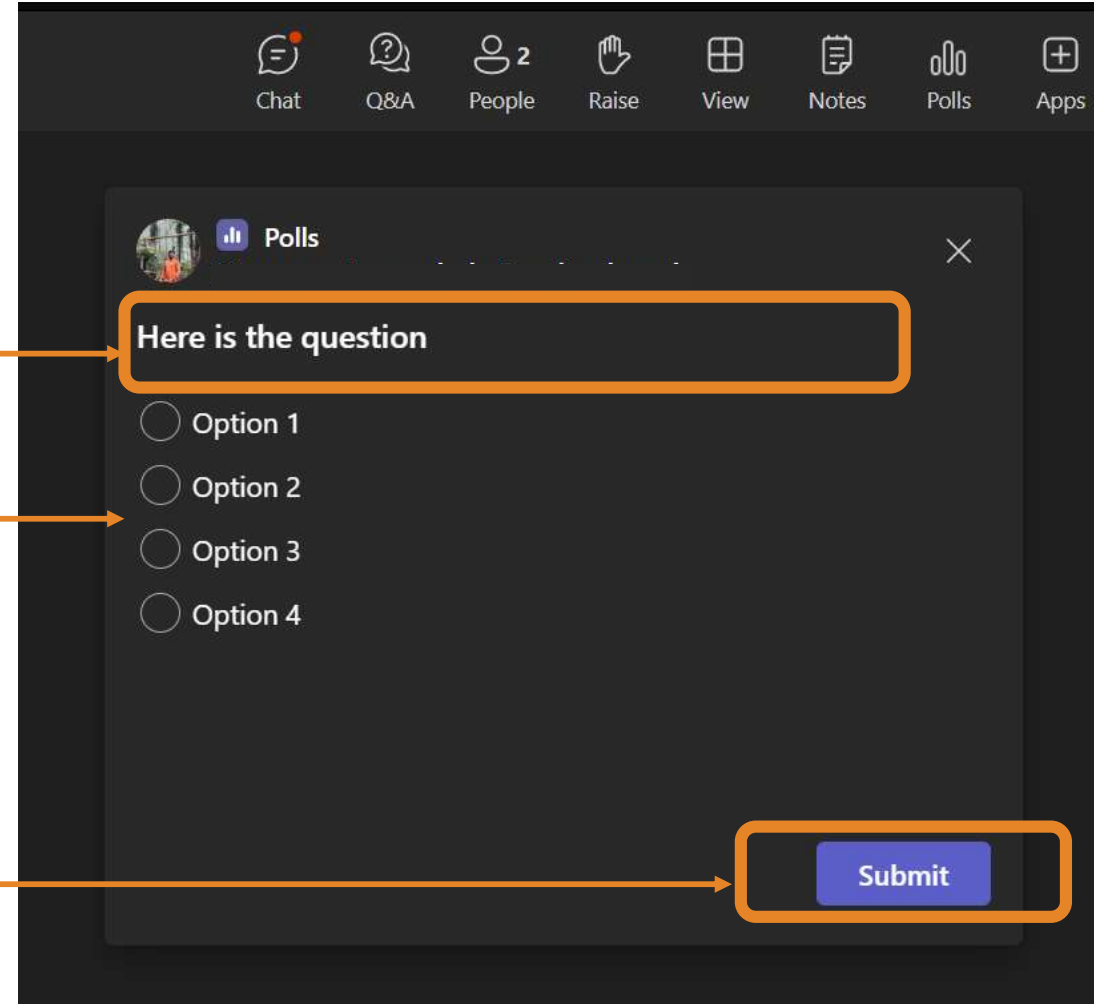 2
Chat Q&A People Raise View Notes Polls Apps
Polls
Here is the question
Option 1
Option 2
Option 3
Option 4
Submit